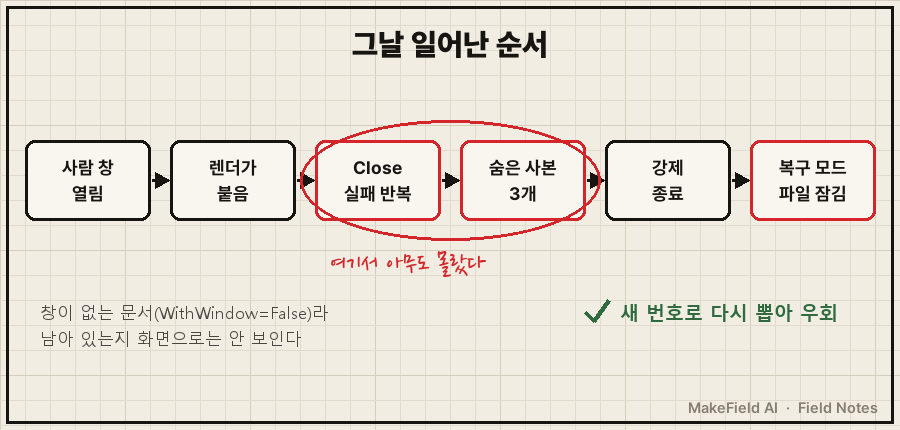 그날 일어난 순서
사람 창
열림
렌더가
붙음
Close
실패 반복
숨은 사본
3개
강제
종료
복구 모드
파일 잠김
여기서 아무도 몰랐다
창이 없는 문서(WithWindow=False)라
남아 있는지 화면으로는 안 보인다
새 번호로 다시 뽑아 우회
MakeField AI · Field Notes